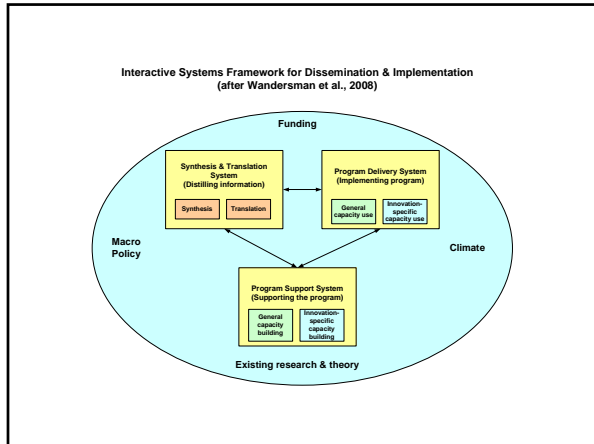 Interactive Systems Framework for Dissemination & Implementation
(after Wandersman et al., 2008)
Funding
Synthesis & Translation
System
(Distilling information)
Synthesis
Translation
Program Delivery System
(Implementing program)
General
capacity use
Innovation-
specific
capacity use
Macro
Policy
Climate
Program Support System
(Supporting the program)
General
capacity
building
Innovation-
specific
capacity
building
Existing research & theory